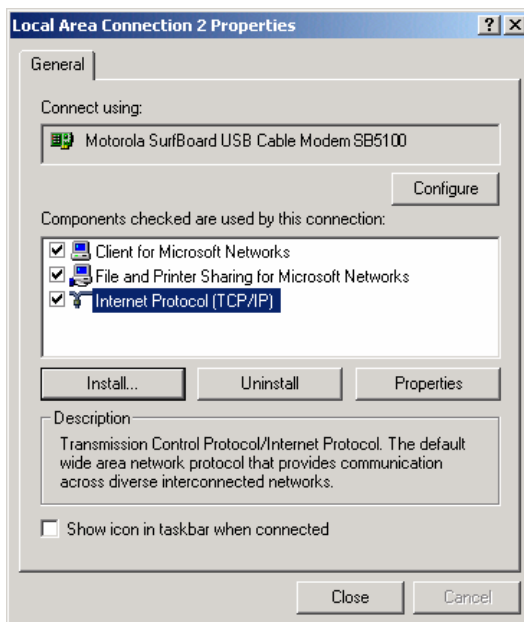 Local Area Connection 2 Properties
General
Connect using:
Motorola SurfBoard USB Cable Modem SB5100
Configure
Components checked are used by this connection:
Client for Microsoft Networks
File and Printer Sharing for Microsoft Networks
Internet Protocol (TCP/IP)
Install... Uninstall Properties
Description
Transmission Control Protocol/Internet Protocol. The default
wide area network protocol that provides communication
across diverse interconnected networks.
Show icon in taskbar when connected
Close Cancel